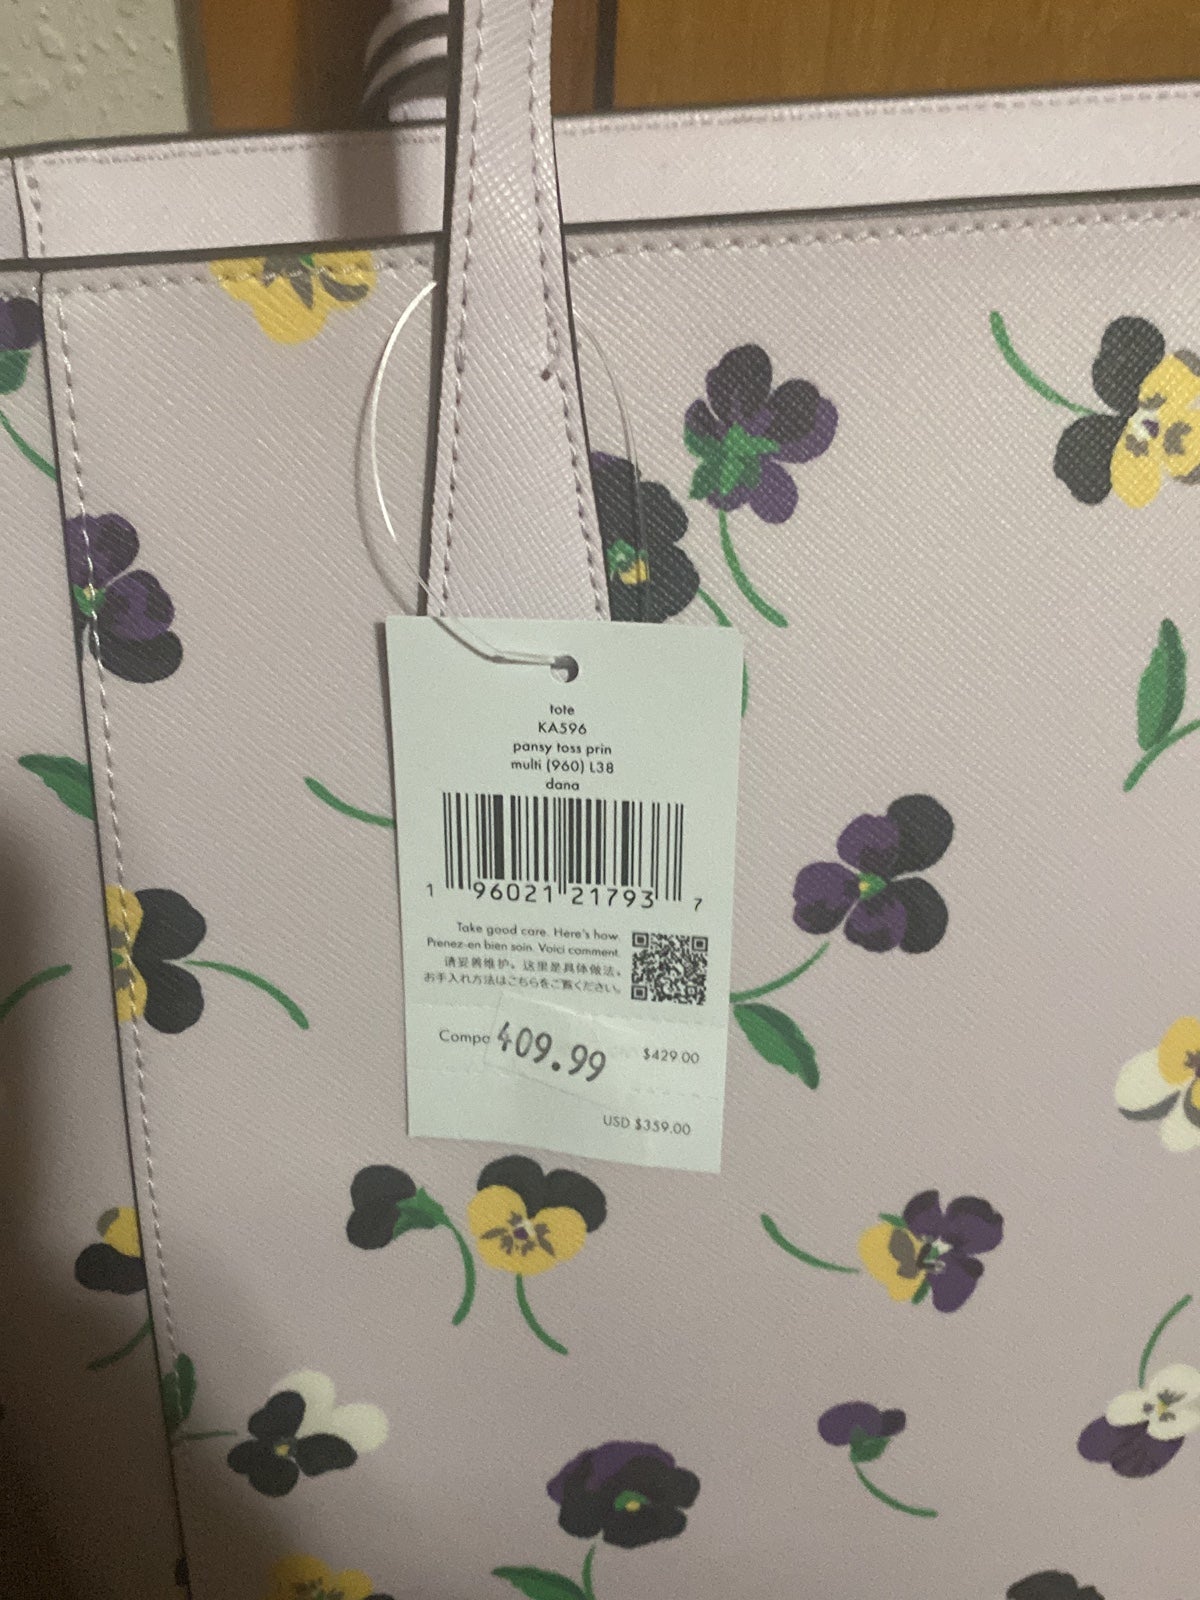 tote
KA596
pansy toss prin
multi (960) L38
dana
1 96021 21793 7
Take good care. Here's how.
Prenez-en bien soin. Voici comment.
请妥善维护。这里是具体做法。
お手入れ方法はこちらをご覧ください。
Compa $429.00
409.99
USD $359.00